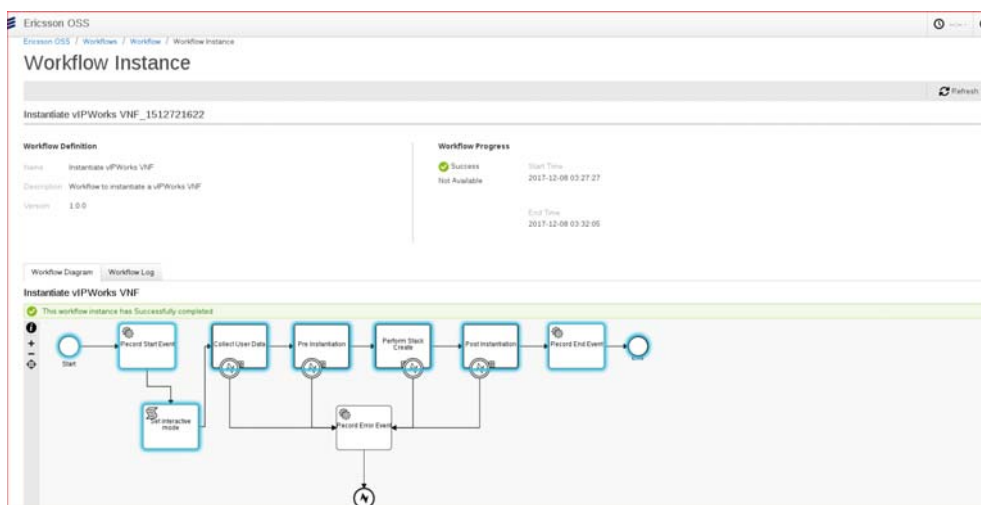 Ericsson OSS
Ericsson OSS / Workflows / Workflow / Workflow Instance
Workflow Instance
Refresh
Instantiate vIPWorks VNF_1512721622
Workflow Definition
Name Instantiate vIPWorks VNF
Description Workflow to instantiate a vIPWorks VNF
Version 1.0.0
Workflow Progress
Success
Not Available
Start Time
2017-12-08 03:27:27
End Time
2017-12-08 03:32:05
Workflow Diagram Workflow Log
Instantiate vIPWorks VNF
This workflow instance has Successfully completed
Start
Record Start Event
Set interactive
mode
Collect User Data
Pre Instantiation
Perform Stack
Create
Post Instantiation
Record End Event
Record Error Event